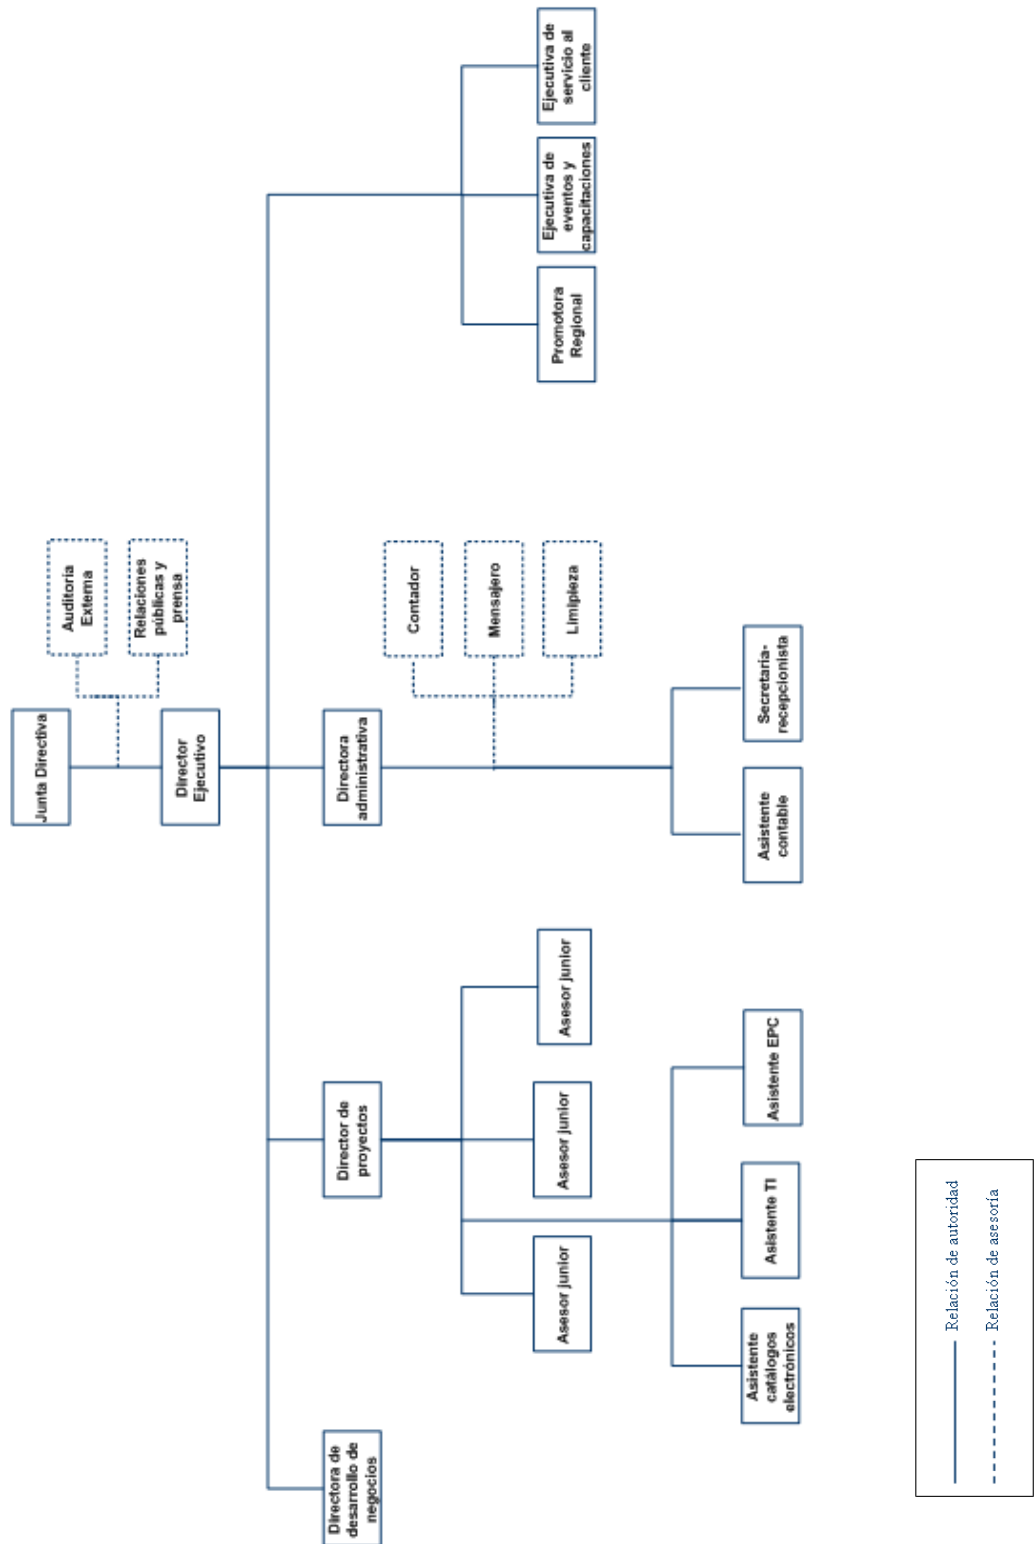 Junta Directiva
Auditoria
Externa
Relaciones
públicas y
prensa
Director
Ejecutivo
Directora de
desarrollo de
negocios
Director de
proyectos
Directora
administrativa
Contador
Mensajero
Limipieza
Asesor junior
Asesor junior
Asesor junior
Promotora
Regional
Ejecutiva de
eventos y
capacitaciones
Ejecutiva de
servicio al
cliente
Asistente
catálogos
electrónicos
Asistente TI
Asistente EPC
Asistente
contable
Secretaria-
recepcionista
Relación de autoridad
Relación de asesoría